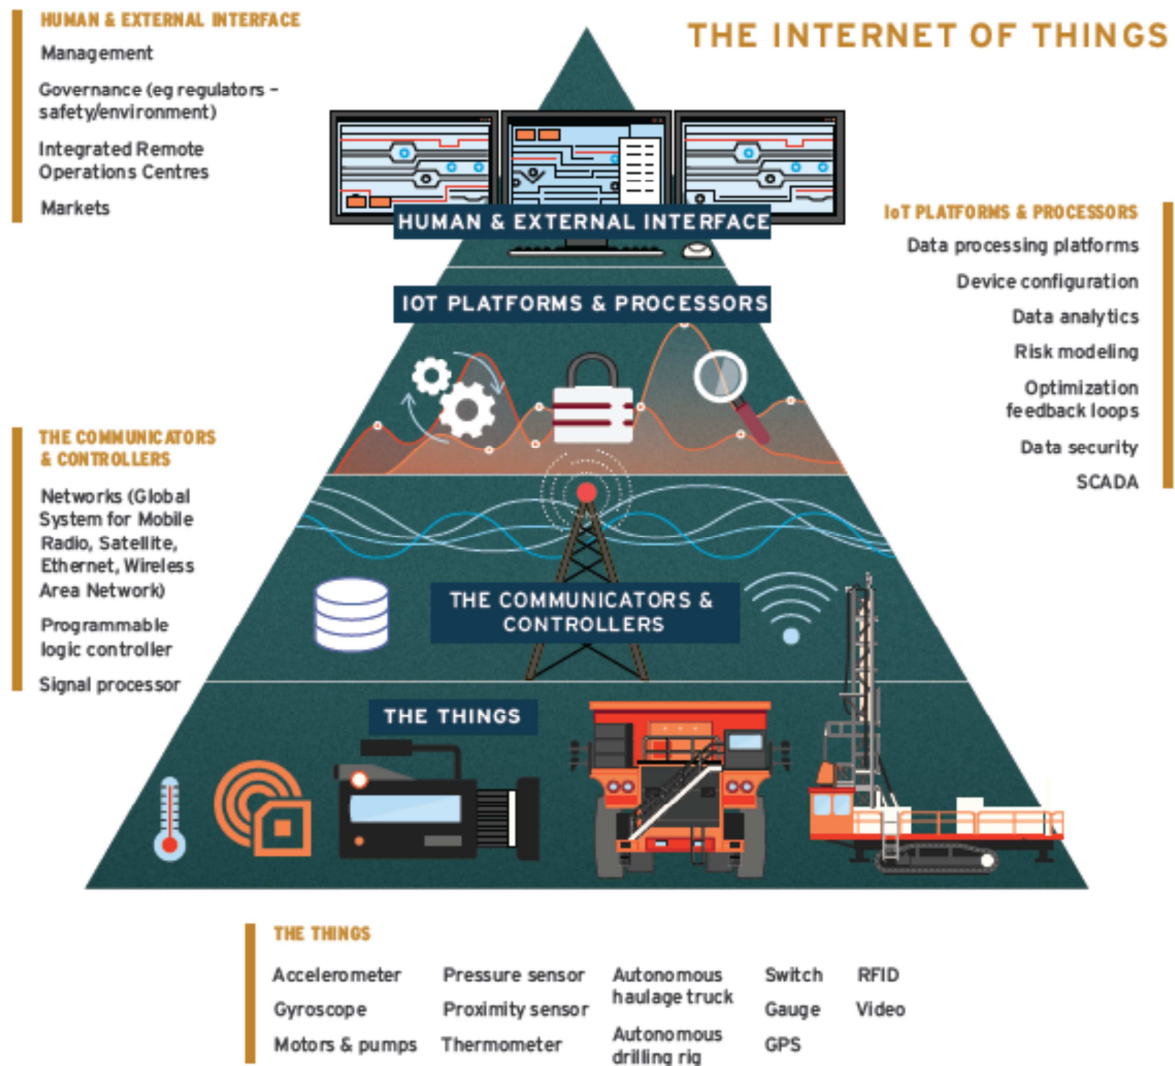 THE INTERNET OF THINGS
HUMAN & EXTERNAL INTERFACE
Management
Governance (eg regulators –
safety/environment)
Integrated Remote
Operations Centres
Markets
HUMAN & EXTERNAL INTERFACE
IoT PLATFORMS & PROCESSORS
Data processing platforms
Device configuration
Data analytics
Risk modeling
Optimization
feedback loops
Data security
SCADA
IOT PLATFORMS & PROCESSORS
THE COMMUNICATORS
& CONTROLLERS
Networks (Global
System for Mobile
Radio, Satellite,
Ethernet, Wireless
Area Network)
Programmable
logic controller
Signal processor
THE COMMUNICATORS &
CONTROLLERS
THE THINGS
THE THINGS
Accelerometer
Gyroscope
Motors & pumps
Pressure sensor
Proximity sensor
Thermometer
Autonomous
haulage truck
Autonomous
drilling rig
Switch
Gauge
GPS
RFID
Video